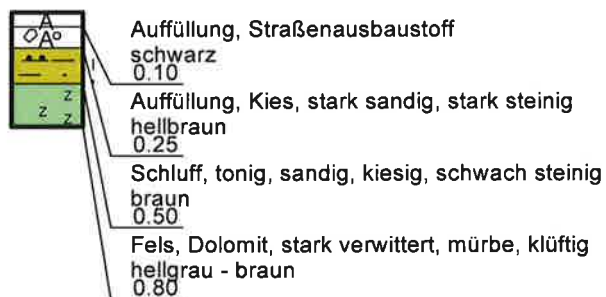 A
A
Auffüllung, Straßenausbaustoff
schwarz
0.10
Auffüllung, Kies, stark sandig, stark steinig
hellbraun
0.25
Schluff, tonig, sandig, kiesig, schwach steinig
braun
0.50
z
z
z
Fels, Dolomit, stark verwittert, mürbe, klüftig
hellgrau - braun
0.80